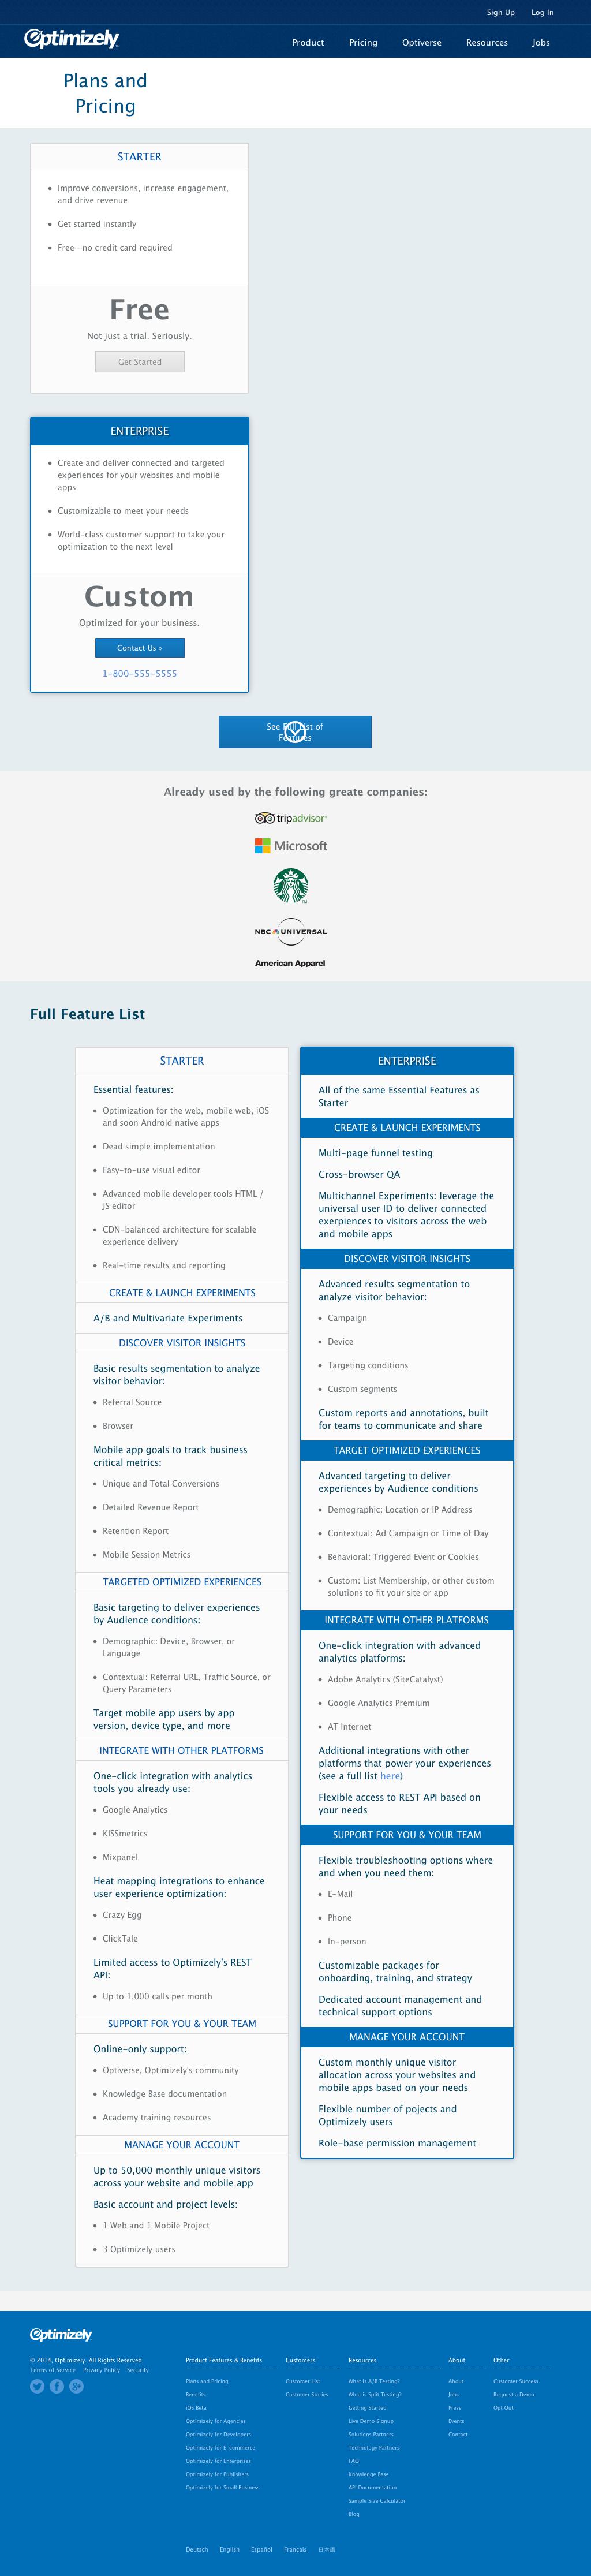 Sign Up Log In
Optimizely
Product Pricing Optiverse Resources Jobs
Plans and
Pricing
STARTER
Improve conversions, increase engagement,
and drive revenue
Get started instantly
Free—no credit card required
Free
Not just a trial. Seriously.
Get Started
ENTERPRISE
Create and deliver connected and targeted
experiences for your websites and mobile
apps
Customizable to meet your needs
World-class customer support to take your
optimization to the next level
Custom
Optimized for your business.
Contact Us »
1-800-555-5555
See Full List of
Features
Already used by the following greate companies:
tripadvisor
Microsoft
NBC UNIVERSAL
American Apparel
Full Feature List
STARTER
Essential features:
Optimization for the web, mobile web, iOS
and soon Android native apps
Dead simple implementation
Easy-to-use visual editor
Advanced mobile developer tools HTML /
JS editor
CDN-balanced architecture for scalable
experience delivery
Real-time results and reporting
CREATE & LAUNCH EXPERIMENTS
A/B and Multivariate Experiments
DISCOVER VISITOR INSIGHTS
Basic results segmentation to analyze
visitor behavior:
Referral Source
Browser
Mobile app goals to track business
critical metrics:
Unique and Total Conversions
Detailed Revenue Report
Retention Report
Mobile Session Metrics
TARGETED OPTIMIZED EXPERIENCES
Basic targeting to deliver experiences
by Audience conditions:
Demographic: Device, Browser, or
Language
Contextual: Referral URL, Traffic Source, or
Query Parameters
Target mobile app users by app
version, device type, and more
INTEGRATE WITH OTHER PLATFORMS
One-click integration with analytics
tools you already use:
Google Analytics
KISSmetrics
Mixpanel
Heat mapping integrations to enhance
user experience optimization:
Crazy Egg
ClickTale
Limited access to Optimizely's REST
API:
Up to 1,000 calls per month
SUPPORT FOR YOU & YOUR TEAM
Online-only support:
Optiverse, Optimizely's community
Knowledge Base documentation
Academy training resources
MANAGE YOUR ACCOUNT
Up to 50,000 monthly unique visitors
across your website and mobile app
Basic account and project levels:
1 Web and 1 Mobile Project
3 Optimizely users
ENTERPRISE
All of the same Essential Features as
Starter
CREATE & LAUNCH EXPERIMENTS
Multi-page funnel testing
Cross-browser QA
Multichannel Experiments: leverage the
universal user ID to deliver connected
exerpiences to visitors across the web
and mobile apps
DISCOVER VISITOR INSIGHTS
Advanced results segmentation to
analyze visitor behavior:
Campaign
Device
Targeting conditions
Custom segments
Custom reports and annotations, built
for teams to communicate and share
TARGET OPTIMIZED EXPERIENCES
Advanced targeting to deliver
experiences by Audience conditions
Demographic: Location or IP Address
Contextual: Ad Campaign or Time of Day
Behavioral: Triggered Event or Cookies
Custom: List Membership, or other custom
solutions to fit your site or app
INTEGRATE WITH OTHER PLATFORMS
One-click integration with advanced
analytics platforms:
Adobe Analytics (SiteCatalyst)
Google Analytics Premium
AT Internet
Additional integrations with other
platforms that power your experiences
(see a full list here)
Flexible access to REST API based on
your needs
SUPPORT FOR YOU & YOUR TEAM
Flexible troubleshooting options where
and when you need them:
E-Mail
Phone
In-person
Customizable packages for
onboarding, training, and strategy
Dedicated account management and
technical support options
MANAGE YOUR ACCOUNT
Custom monthly unique visitor
allocation across your websites and
mobile apps based on your needs
Flexible number of pojects and
Optimizely users
Role-base permission management
Optimizely
© 2014, Optimizely. All Rights Reserved
Terms of Service Privacy Policy Security
Product Features & Benefits
Plans and Pricing
Benefits
iOS Beta
Optimizely for Agencies
Optimizely for Developers
Optimizely for E-commerce
Optimizely for Enterprises
Optimizely for Publishers
Optimizely for Small Business
Customers
Customer List
Customer Stories
Resources
What is A/B Testing?
What is Split Testing?
Getting Started
Live Demo Signup
Solutions Partners
Technology Partners
FAQ
Knowledge Base
API Documentation
Sample Size Calculator
Blog
About
About
Jobs
Press
Events
Contact
Other
Customer Success
Request a Demo
Opt Out
Deutsch English Español Français 日本語